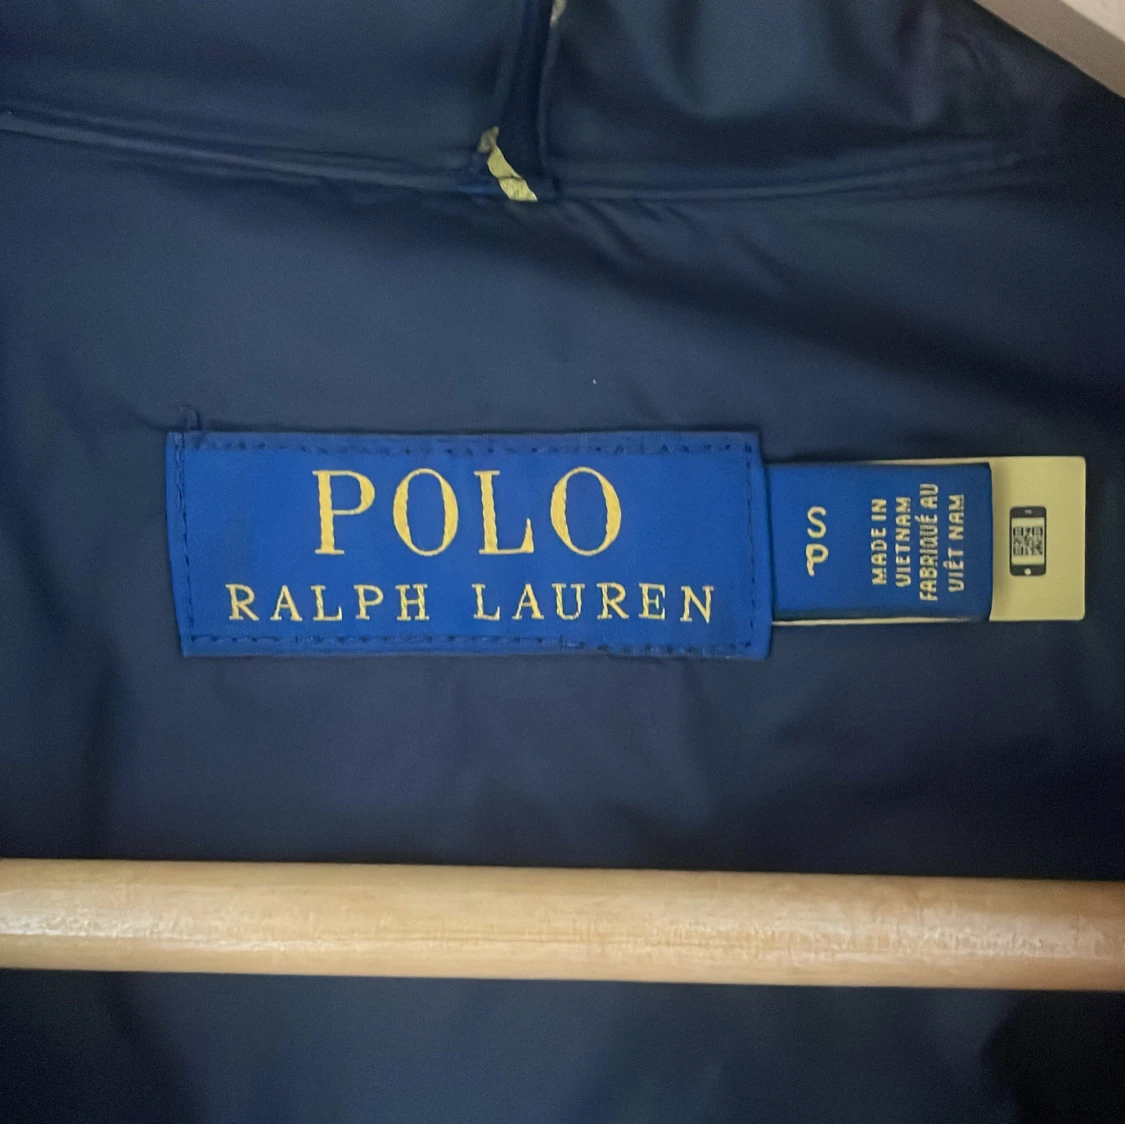 POLO
RALPH LAUREN
S
P
MADE IN
VIETNAM
FABRIQUÉ AU
VIÊT NAM